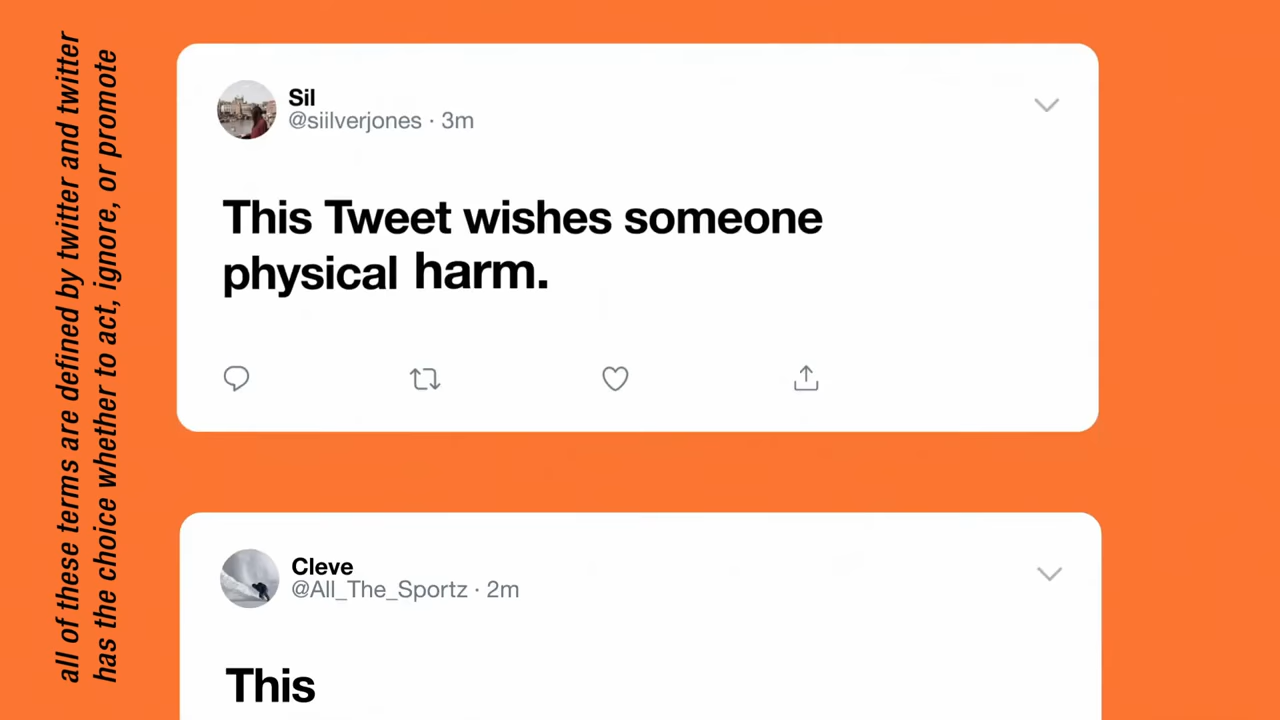 all of these terms are defined by twitter and twitter
has the choice whether to act, ignore, or promote
Sil
@siilverjones · 3m
This Tweet wishes someone
physical harm.
Cleve
@All_The_Sportz · 2m
This